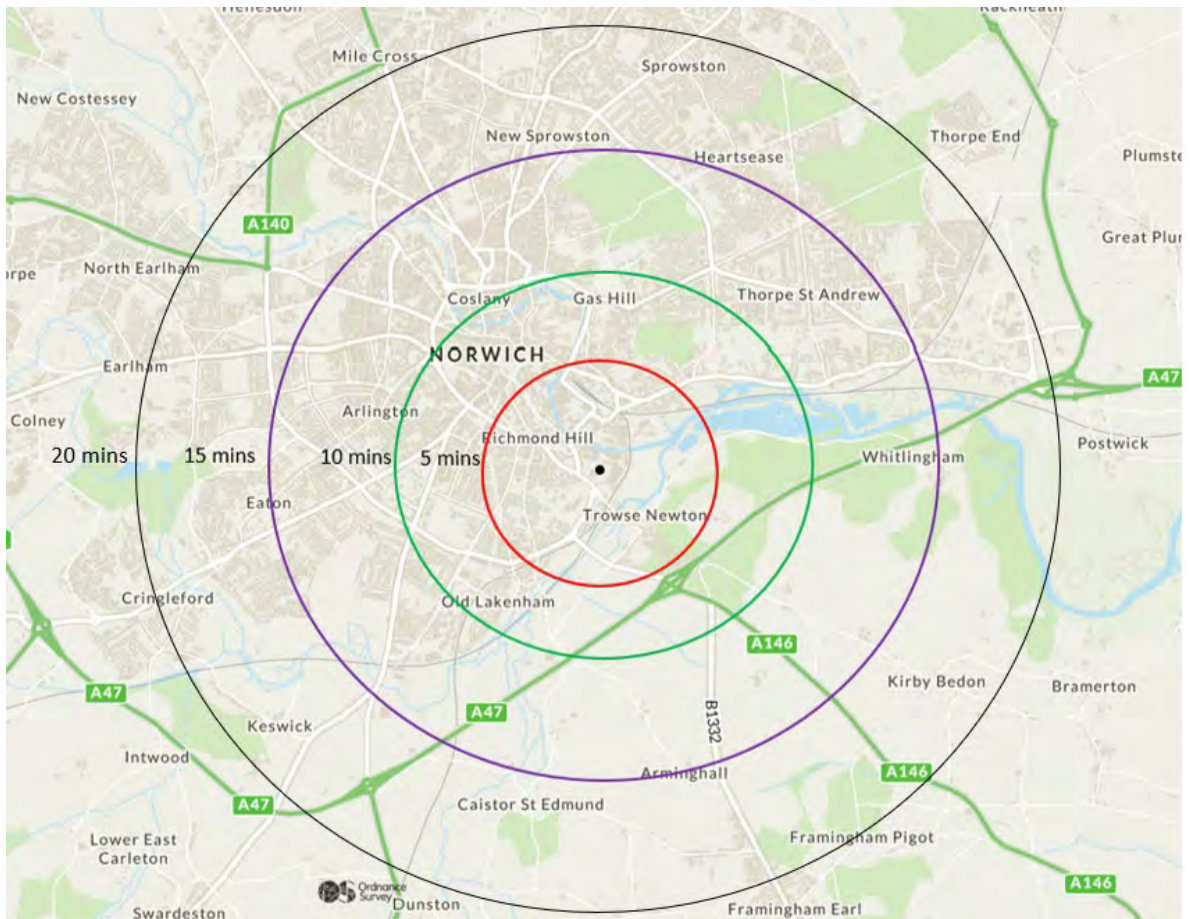 Mile Cross
Sprowston
New Costessey
New Sprowston
Thorpe End
Heartsease
A140
North Earlham
Coslany
Gas Hill
Thorpe St Andrew
NORWICH
Earlham
A47
Arlington
Colney
Richmond Hill
Postwick
20 mins
15 mins
10 mins
5 mins
Whitlingham
Eaton
Trowse Newton
Cringleford
Old Lakenham
A146
Kirby Bedon
Bramerton
A47
A47
B1332
Keswick
Intwood
Arminghall
A146
A47
Caistor St Edmund
Lower East
Carleton
Framingham Pigot
Ordnance
Survey
A146
Dunston
Swardeston
Framingham Earl